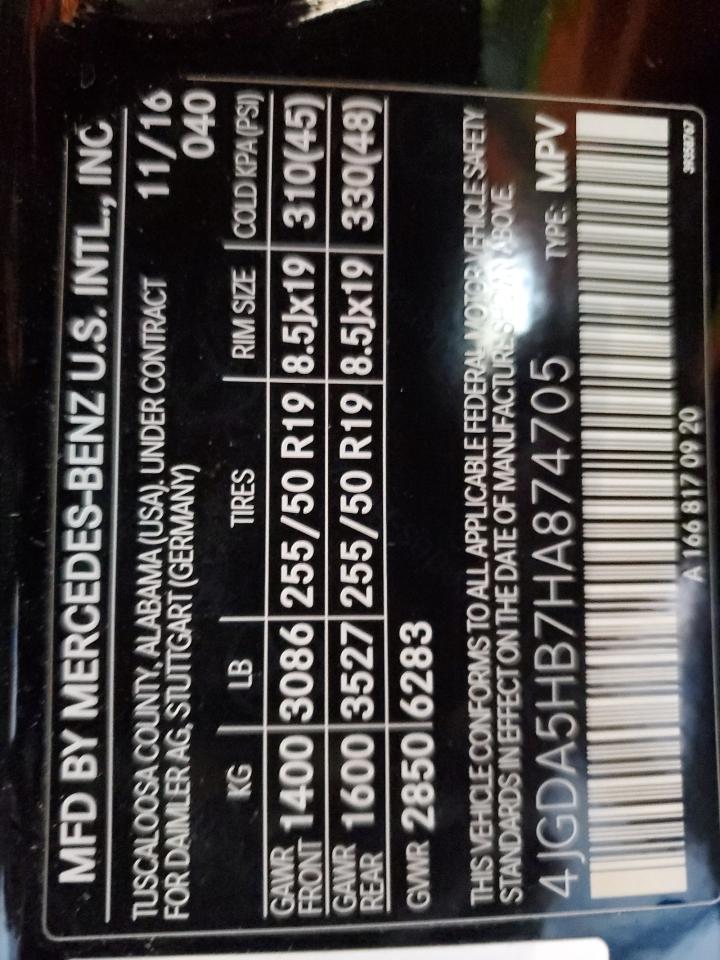 MFD BY MERCEDES-BENZ U.S. INTL., INC
TUSCALOOSA COUNTY, ALABAMA (USA). UNDER CONTRACT 11/16
FOR DAIMLER AG, STUTTGART (GERMANY) 040
KG LB TIRES RIM SIZE COLD KPA(PSI)
GAWR FRONT 1400 3086 255/50 R19 8.5Jx19 310(45)
GAWR REAR 1600 3527 255/50 R19 8.5Jx19 330(48)
GVWR 2850 6283
THIS VEHICLE CONFORMS TO ALL APPLICABLE FEDERAL MOTOR VEHICLE SAFETY
STANDARDS IN EFFECT ON THE DATE OF MANUFACTURE SHOWN ABOVE.
4JGDA5HB7HA874705 TYPE: MPV
A 166 817 09 20